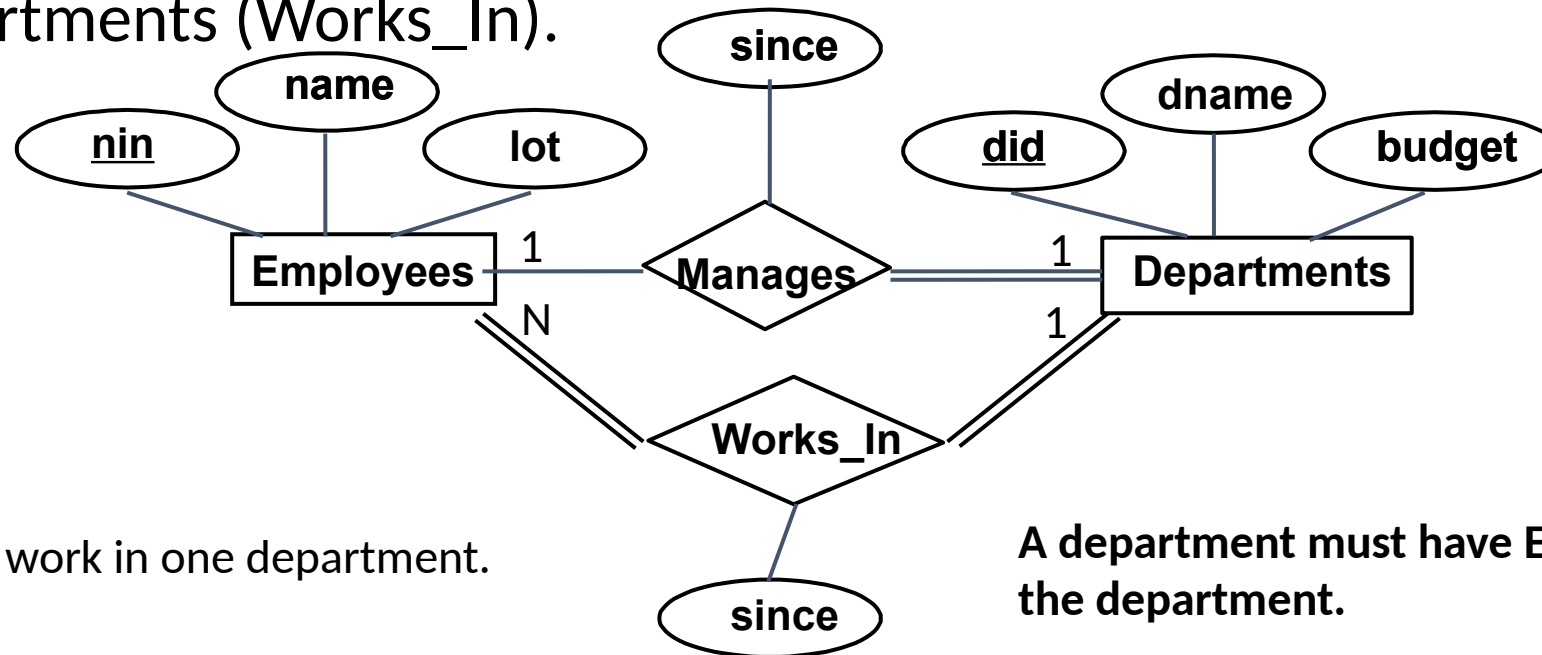 rtments (Works_In).
since
name
dname
nin
lot
did
budget
1
1
Employees
Manages
Departments
N
1
Works_In
work in one department.
A department must have E
the department.
since